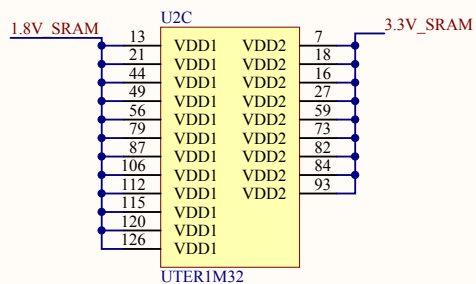 U2C
1.8V_SRAM 3.3V_SRAM
13 VDD1 VDD2 7
21 VDD1 VDD2 18
44 VDD1 VDD2 16
49 VDD1 VDD2 27
56 VDD1 VDD2 59
79 VDD1 VDD2 73
87 VDD1 VDD2 82
106 VDD1 VDD2 84
112 VDD1 VDD2 93
115 VDD1
120 VDD1
126 VDD1
UTER1M32